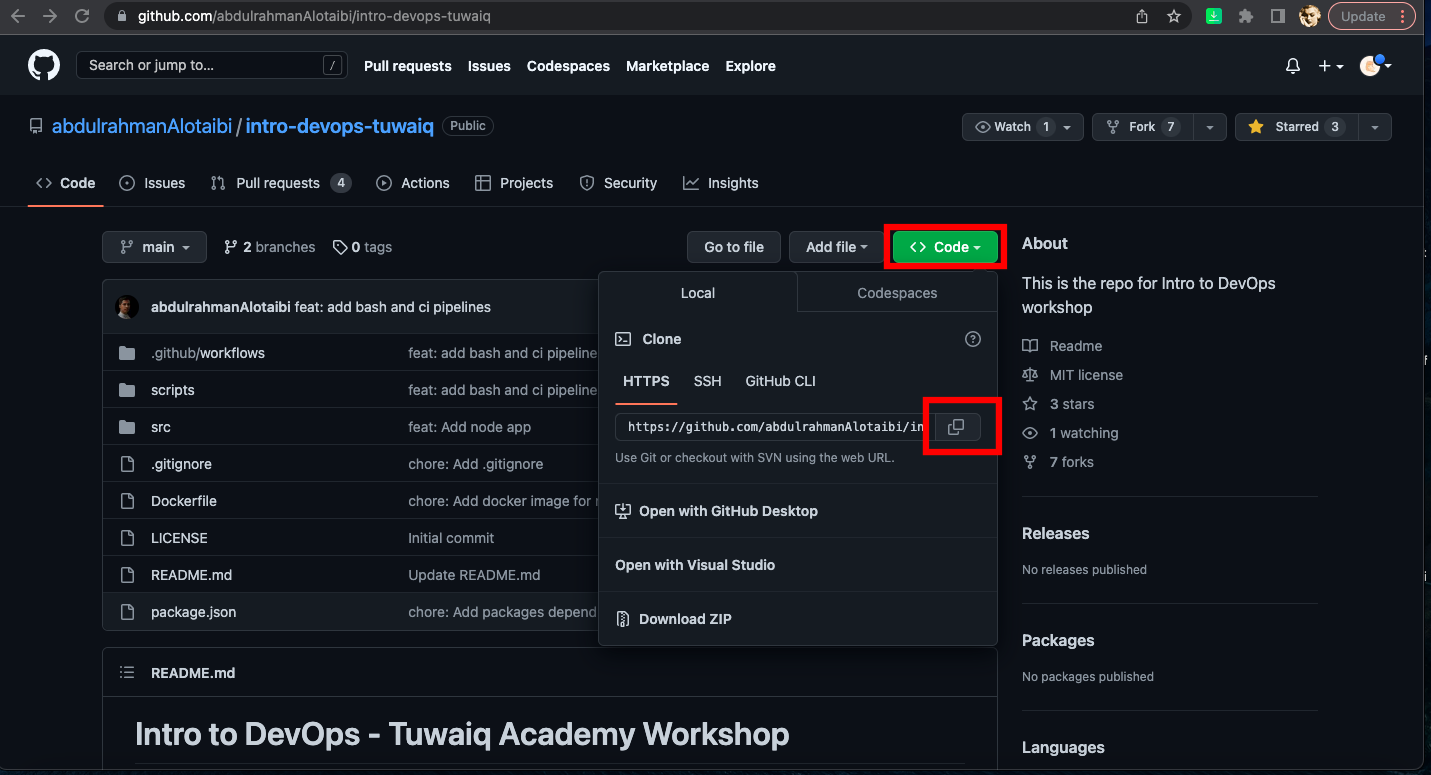 github.com/abdulrahmanAlotaibi/intro-devops-tuwaiq
Update
Search or jump to...
/
Pull requests
Issues
Codespaces
Marketplace
Explore
abdulrahmanAlotaibi / intro-devops-tuwaiq
Public
Watch 1
Fork 7
Starred 3
Code
Issues
Pull requests 4
Actions
Projects
Security
Insights
main
2 branches
0 tags
Go to file
Add file
Code
abdulrahmanAlotaibi feat: add bash and ci pipelines
.github/workflows feat: add bash and ci pipeline
scripts feat: add bash and ci pipeline
src feat: Add node app
.gitignore chore: Add .gitignore
Dockerfile chore: Add docker image for
LICENSE Initial commit
README.md Update README.md
package.json chore: Add packages depend
Local
Codespaces
Clone
HTTPS
SSH
GitHub CLI
https://github.com/abdulrahmanAlotaibi/in
Use Git or checkout with SVN using the web URL.
Open with GitHub Desktop
Open with Visual Studio
Download ZIP
README.md
Intro to DevOps - Tuwaiq Academy Workshop
About
This is the repo for Intro to DevOps
workshop
Readme
MIT license
3 stars
1 watching
7 forks
Releases
No releases published
Packages
No packages published
Languages